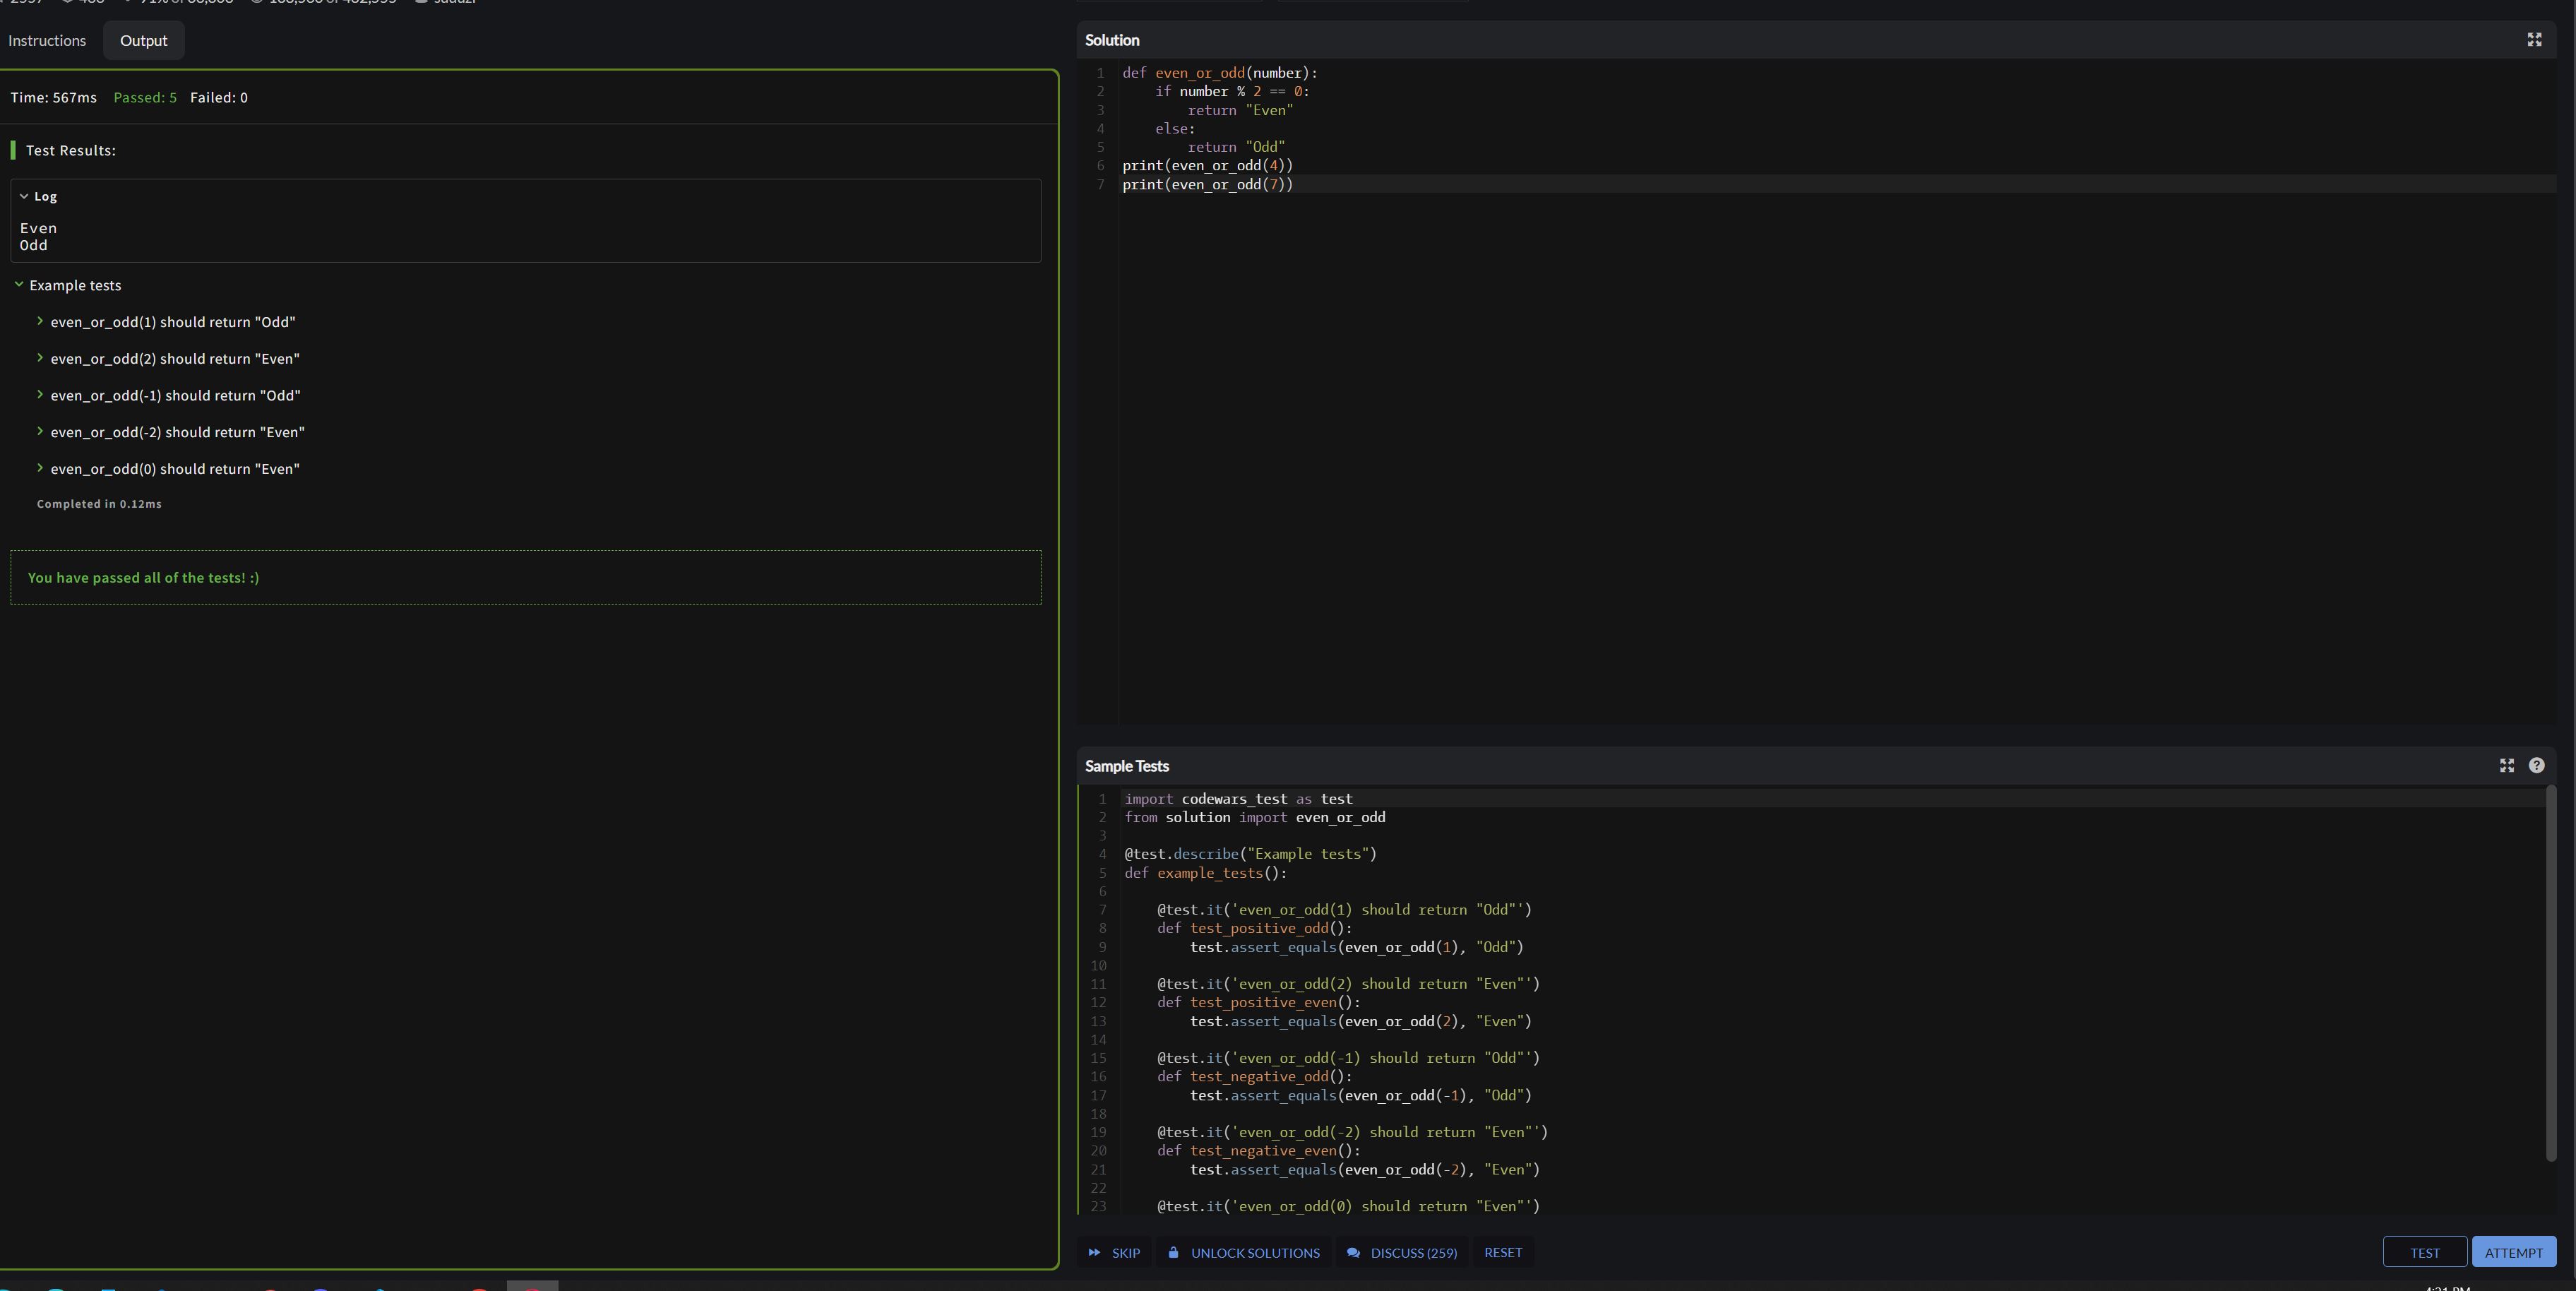 Instructions
Output
Time: 567ms Passed: 5 Failed: 0
Test Results:
Log
Even
Odd
Example tests
even_or_odd(1) should return "Odd"
even_or_odd(2) should return "Even"
even_or_odd(-1) should return "Odd"
even_or_odd(-2) should return "Even"
even_or_odd(0) should return "Even"
Completed in 0.12ms
You have passed all of the tests! :)
Solution
1 def even_or_odd(number):
2     if number % 2 == 0:
3         return "Even"
4     else:
5         return "Odd"
6 print(even_or_odd(4))
7 print(even_or_odd(7))
Sample Tests
1 import codewars_test as test
2 from solution import even_or_odd
3
4 @test.describe("Example tests")
5 def example_tests():
6
7     @test.it('even_or_odd(1) should return "Odd"')
8     def test_positive_odd():
9         test.assert_equals(even_or_odd(1), "Odd")
10
11     @test.it('even_or_odd(2) should return "Even"')
12     def test_positive_even():
13         test.assert_equals(even_or_odd(2), "Even")
14
15     @test.it('even_or_odd(-1) should return "Odd"')
16     def test_negative_odd():
17         test.assert_equals(even_or_odd(-1), "Odd")
18
19     @test.it('even_or_odd(-2) should return "Even"')
20     def test_negative_even():
21         test.assert_equals(even_or_odd(-2), "Even")
22
23     @test.it('even_or_odd(0) should return "Even"')
SKIP UNLOCK SOLUTIONS DISCUSS (259) RESET TEST ATTEMPT